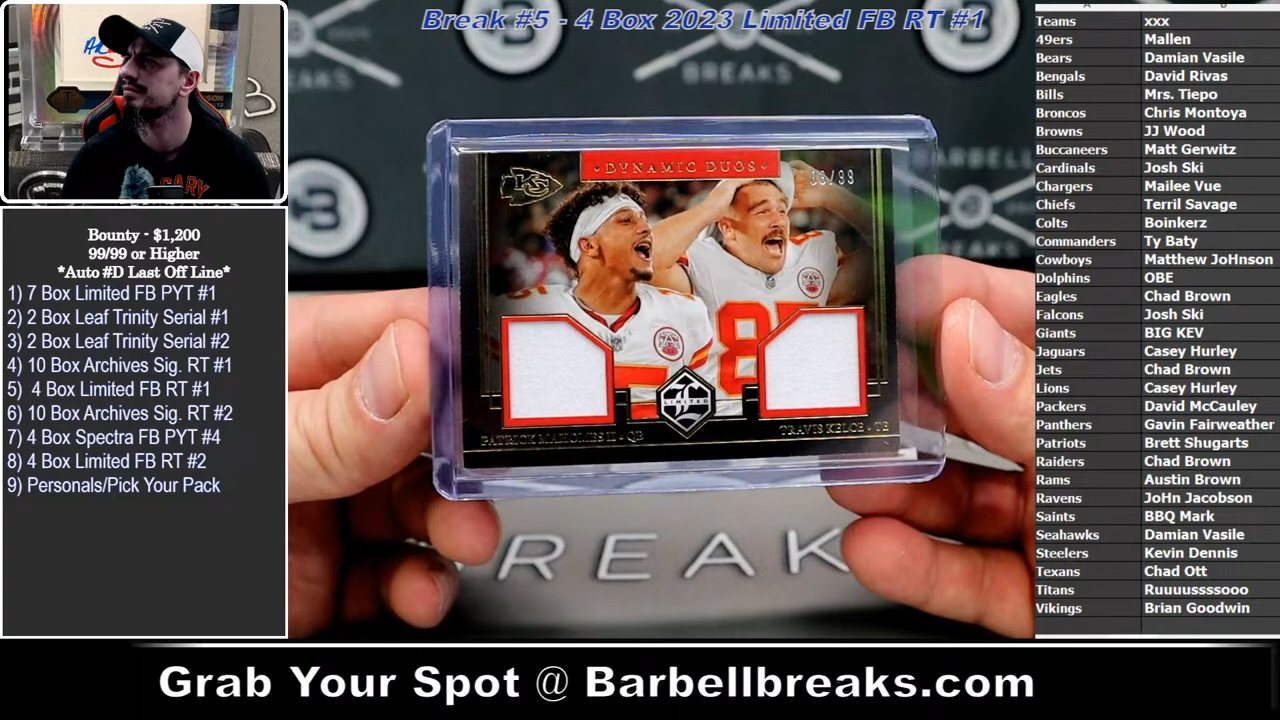 Break #5 - 4 Box 2023 Limited FB RT #1
Bounty - $1,200
99/99 or Higher
*Auto #D Last Off Line*
1) 7 Box Limited FB PYT #1
2) 2 Box Leaf Trinity Serial #1
3) 2 Box Leaf Trinity Serial #2
4) 10 Box Archives Sig. RT #1
5) 4 Box Limited FB RT #1
6) 10 Box Archives Sig. RT #2
7) 4 Box Spectra FB PYT #4
8) 4 Box Limited FB RT #2
9) Personals/Pick Your Pack
BREAKS
BARBELL
BREAKS
DYNAMIC DUOS
KC
87
LIMITED
PATRICK MAHOMES II - QB
TRAVIS KELCE - TE
BREAK
Teams xxx
49ers Mallen
Bears Damian Vasile
Bengals David Rivas
Bills Mrs. Tiepo
Broncos Chris Montoya
Browns JJ Wood
Buccaneers Matt Gerwitz
Cardinals Josh Ski
Chargers Mailee Vue
Chiefs Terril Savage
Colts Boinkerz
Commanders Ty Baty
Cowboys Matthew JoHnson
Dolphins OBE
Eagles Chad Brown
Falcons Josh Ski
Giants BIG KEV
Jaguars Casey Hurley
Jets Chad Brown
Lions Casey Hurley
Packers David McCauley
Panthers Gavin Fairweather
Patriots Brett Shugarts
Raiders Chad Brown
Rams Austin Brown
Ravens JoHn Jacobson
Saints BBQ Mark
Seahawks Damian Vasile
Steelers Kevin Dennis
Texans Chad Ott
Titans Ruuuussssooo
Vikings Brian Goodwin
Grab Your Spot @ Barbellbreaks.com